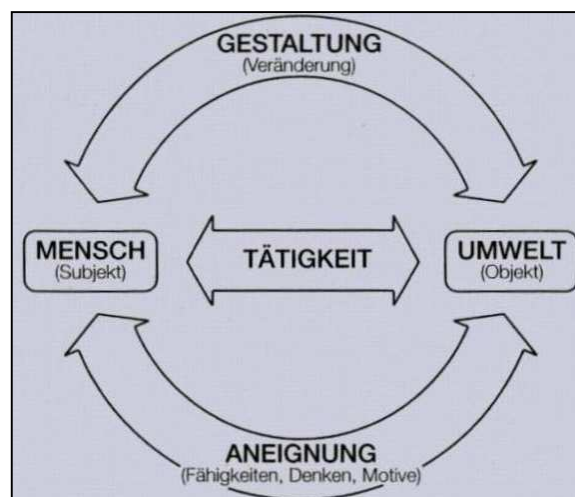 GESTALTUNG
(Veränderung)
MENSCH
(Subjekt)
TÄTIGKEIT
UMWELT
(Objekt)
ANEIGNUNG
(Fähigkeiten, Denken, Motive)